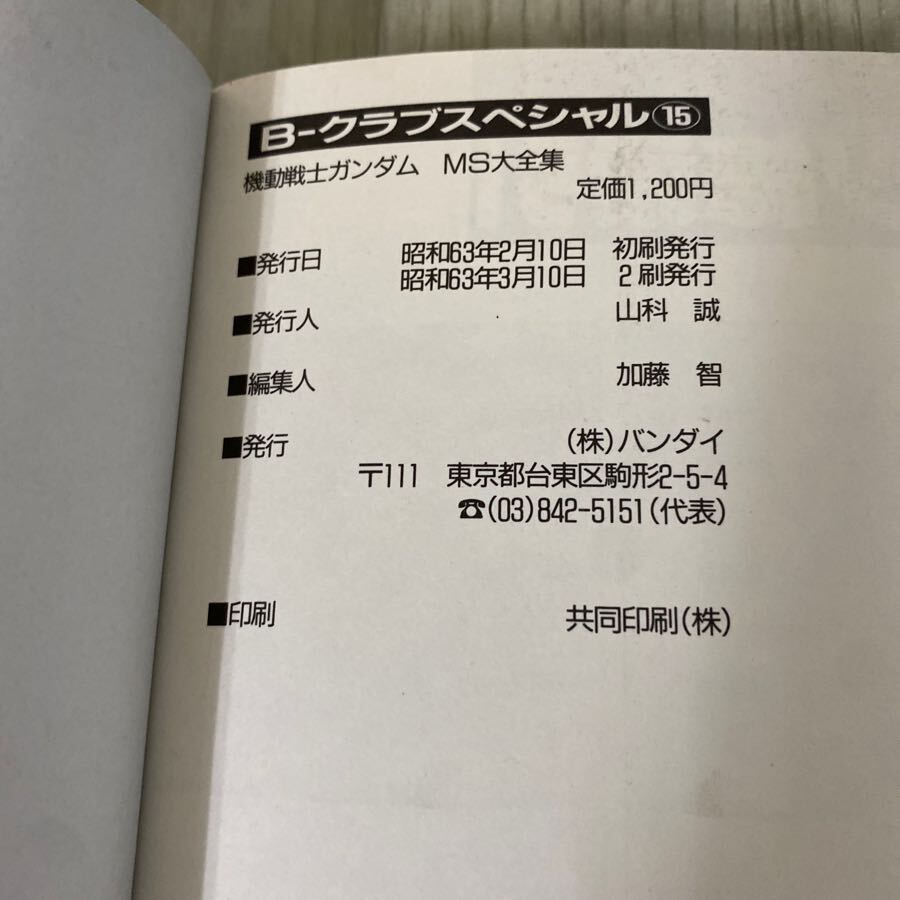 B-クラブスペシャル⑮
機動戦士ガンダム MS大全集
定価1,200円
■発行日 昭和63年2月10日 初刷発行
昭和63年3月10日 2刷発行
■発行人 山科 誠
■編集人 加藤 智
■発行 (株)バンダイ
〒111 東京都台東区駒形2-5-4
☎(03)842-5151(代表)
■印刷 共同印刷(株)